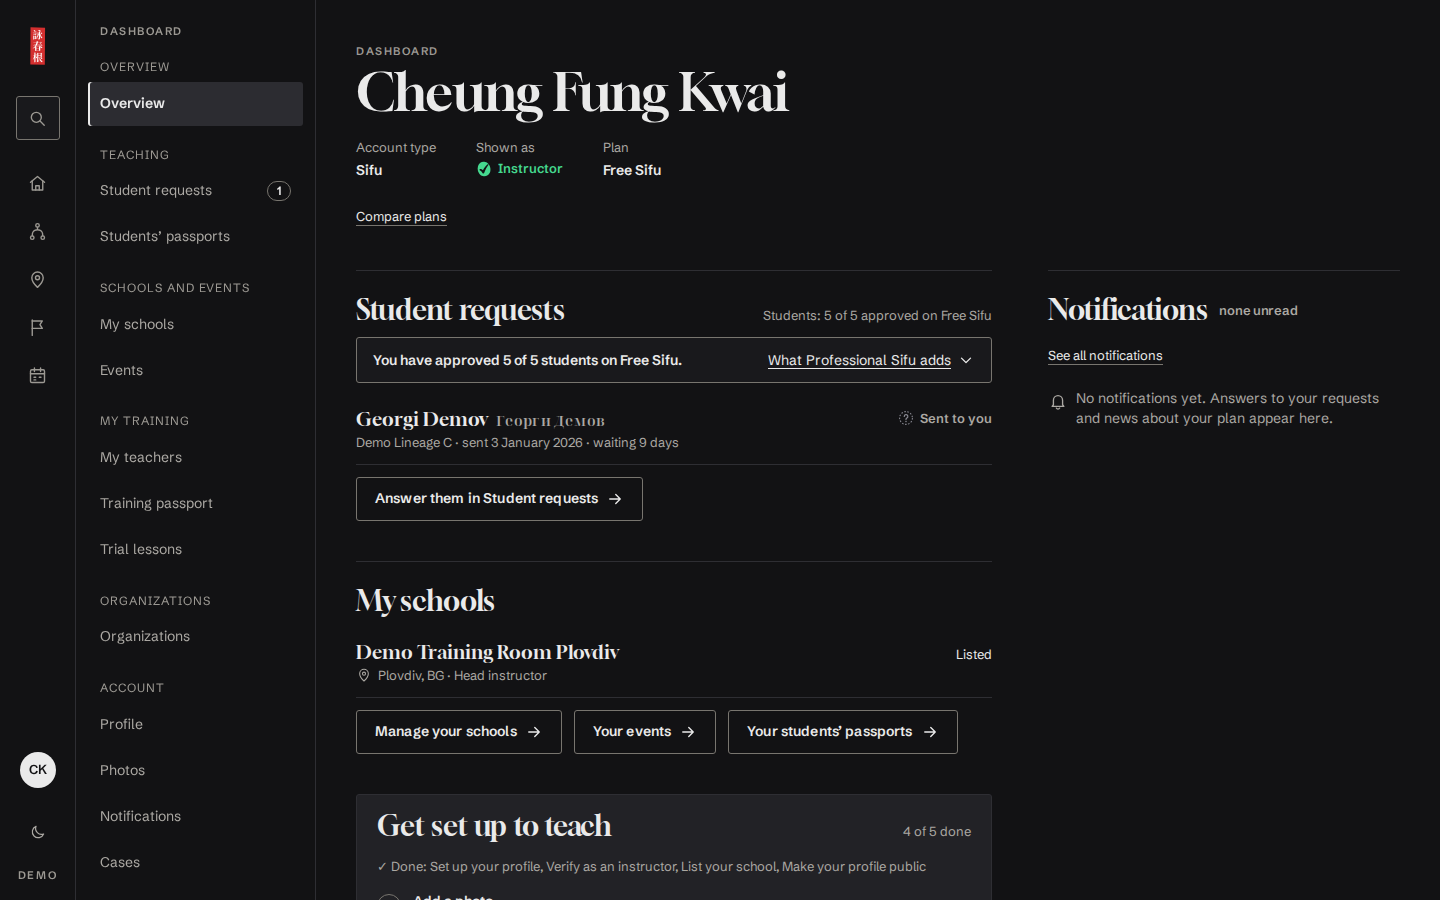 詠春根
DASHBOARD
OVERVIEW
Overview
TEACHING
Student requests 1
Students’ passports
SCHOOLS AND EVENTS
My schools
Events
MY TRAINING
My teachers
Training passport
Trial lessons
ORGANIZATIONS
Organizations
ACCOUNT
Profile
Photos
Notifications
Cases
CK
DEMO
DASHBOARD
Cheung Fung Kwai
Account type Shown as Plan
Sifu Instructor Free Sifu
Compare plans
Student requests Students: 5 of 5 approved on Free Sifu
You have approved 5 of 5 students on Free Sifu. What Professional Sifu adds
Georgi Demov Георги Демов Sent to you
Demo Lineage C · sent 3 January 2026 · waiting 9 days
Answer them in Student requests →
My schools
Demo Training Room Plovdiv Listed
Plovdiv, BG · Head instructor
Manage your schools → Your events → Your students’ passports →
Get set up to teach 4 of 5 done
✓ Done: Set up your profile, Verify as an instructor, List your school, Make your profile public
Add a photo
Notifications none unread
See all notifications
No notifications yet. Answers to your requests
and news about your plan appear here.